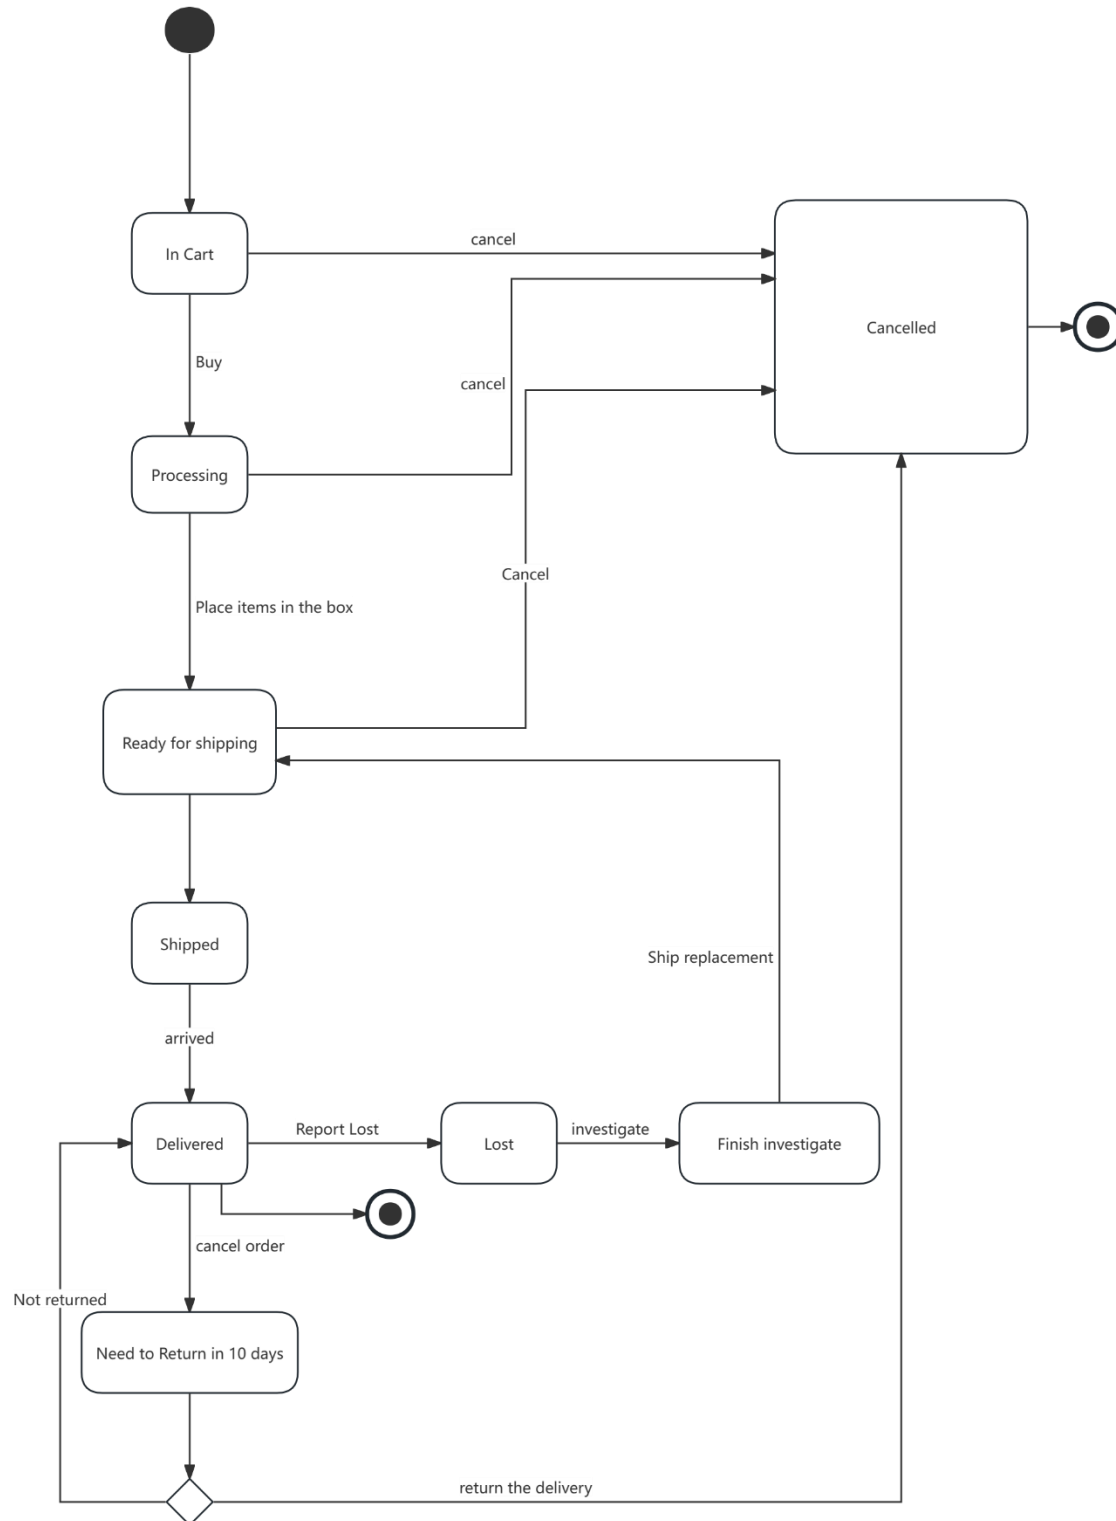 In Cart
cancel
Cancelled
Buy
cancel
Processing
Cancel
Place items in the box
Ready for shipping
Shipped
Ship replacement
arrived
Delivered
Report Lost
Lost
investigate
Finish investigate
cancel order
Not returned
Need to Return in 10 days
return the delivery